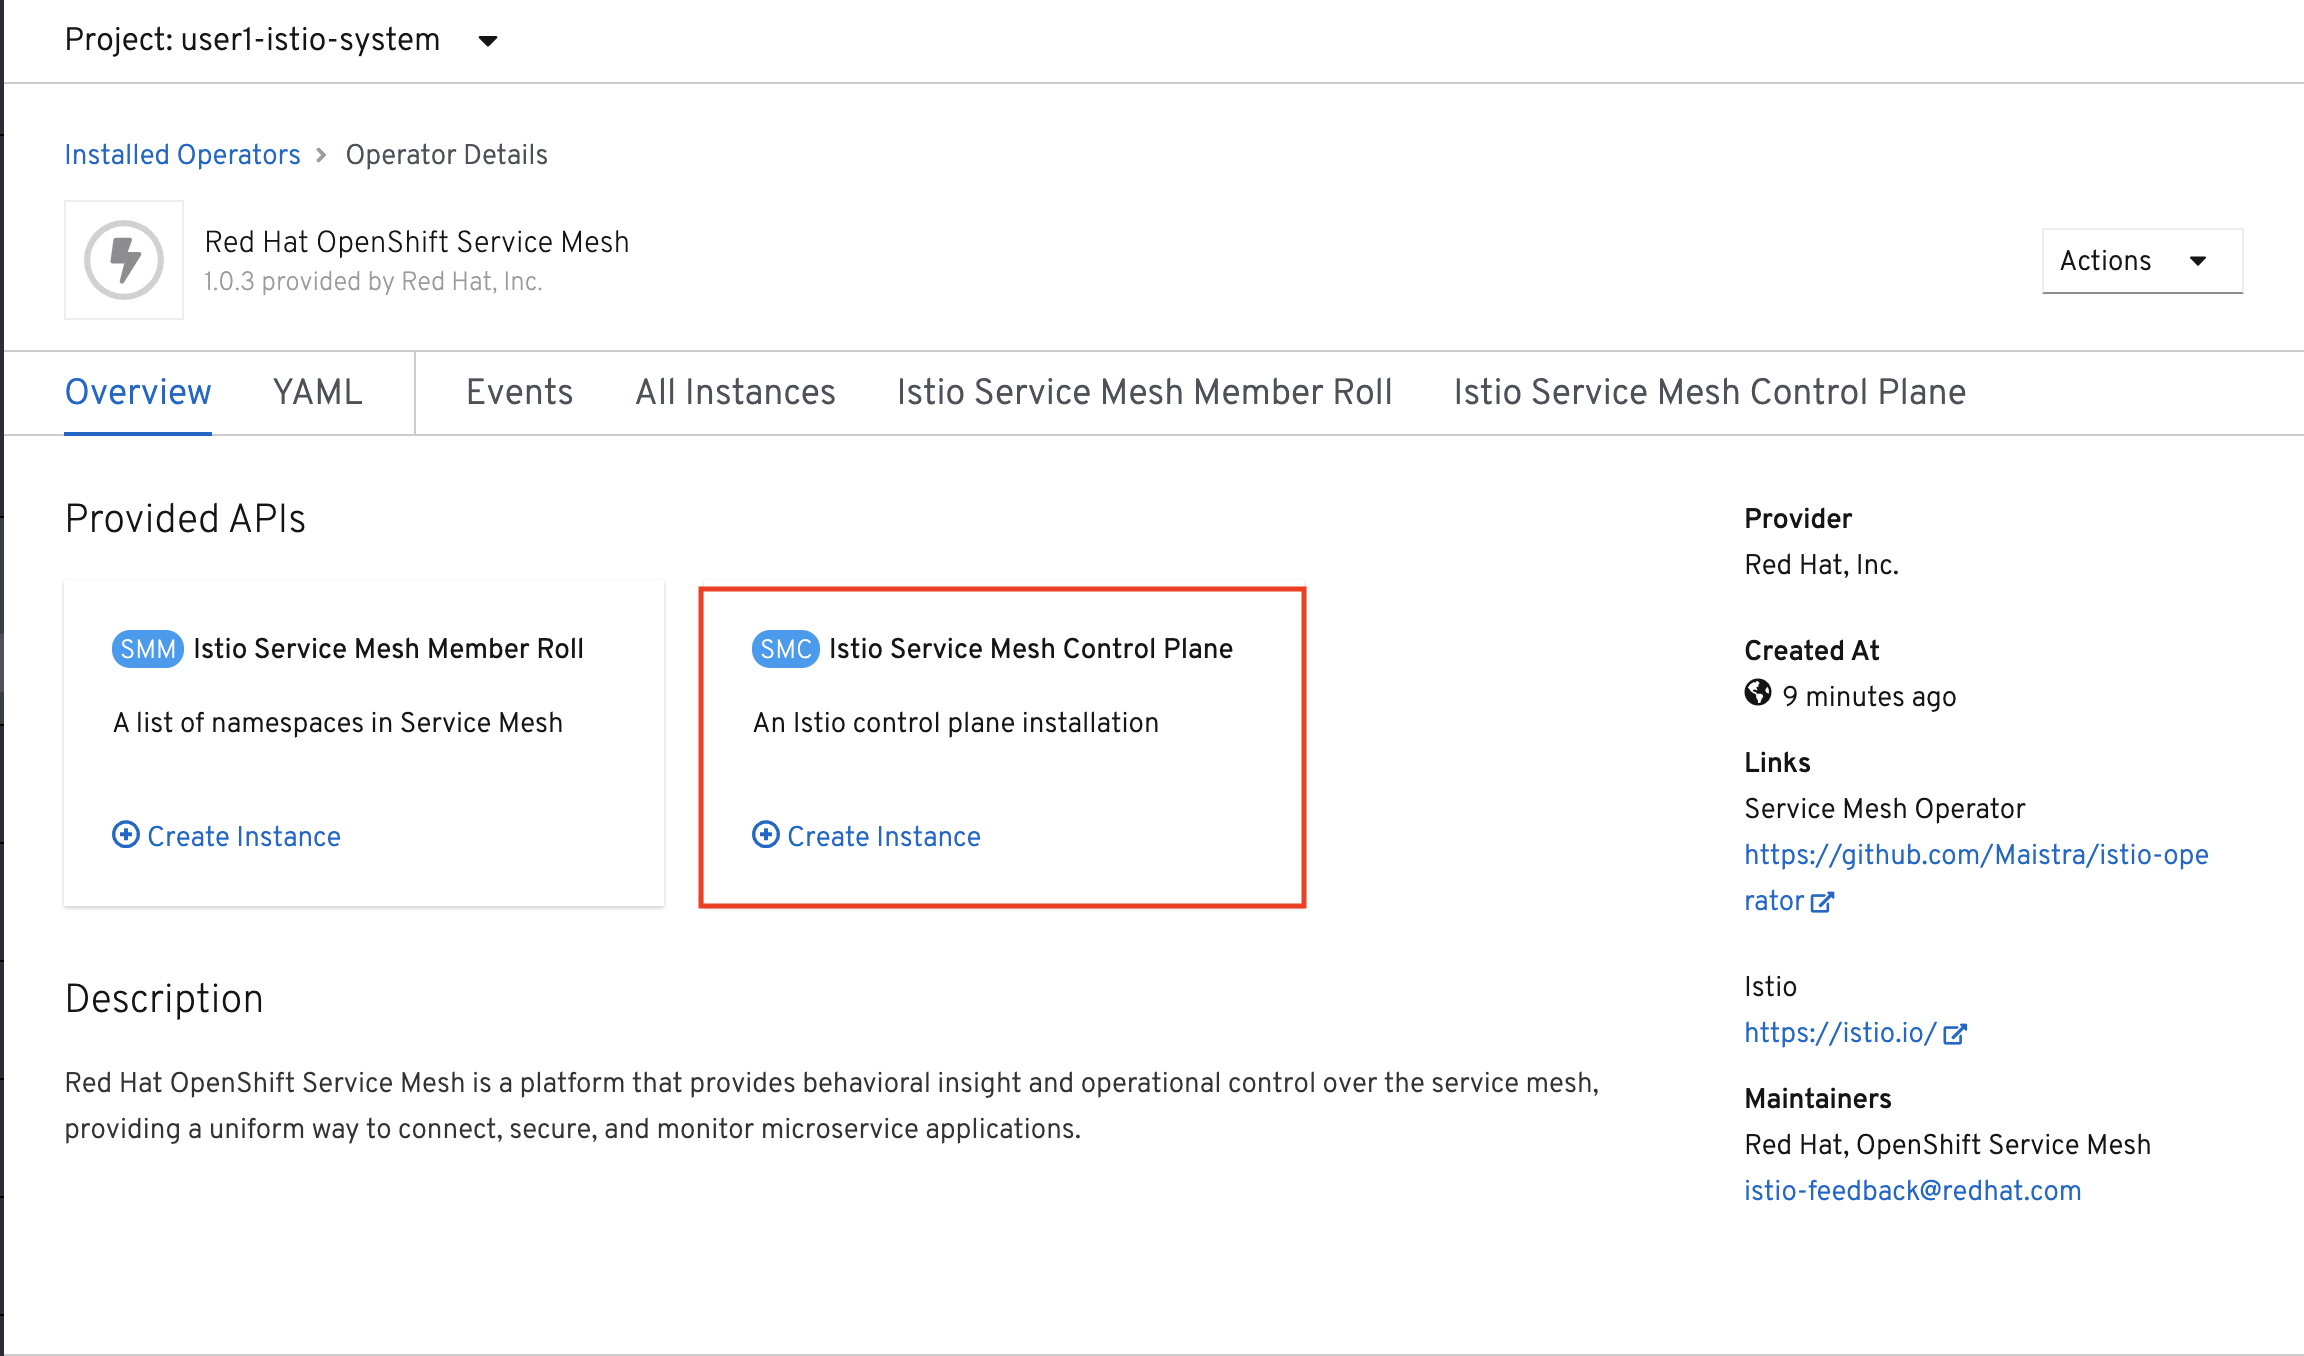 Project: user1-istio-system
Installed Operators > Operator Details
Red Hat OpenShift Service Mesh
1.0.3 provided by Red Hat, Inc.
Actions
Overview YAML Events All Instances Istio Service Mesh Member Roll Istio Service Mesh Control Plane
Provided APIs
SMM Istio Service Mesh Member Roll
A list of namespaces in Service Mesh
Create Instance
SMC Istio Service Mesh Control Plane
An Istio control plane installation
Create Instance
Description
Red Hat OpenShift Service Mesh is a platform that provides behavioral insight and operational control over the service mesh,
providing a uniform way to connect, secure, and monitor microservice applications.
Provider
Red Hat, Inc.
Created At
9 minutes ago
Links
Service Mesh Operator
https://github.com/Maistra/istio-ope
rator
Istio
https://istio.io/
Maintainers
Red Hat, OpenShift Service Mesh
istio-feedback@redhat.com